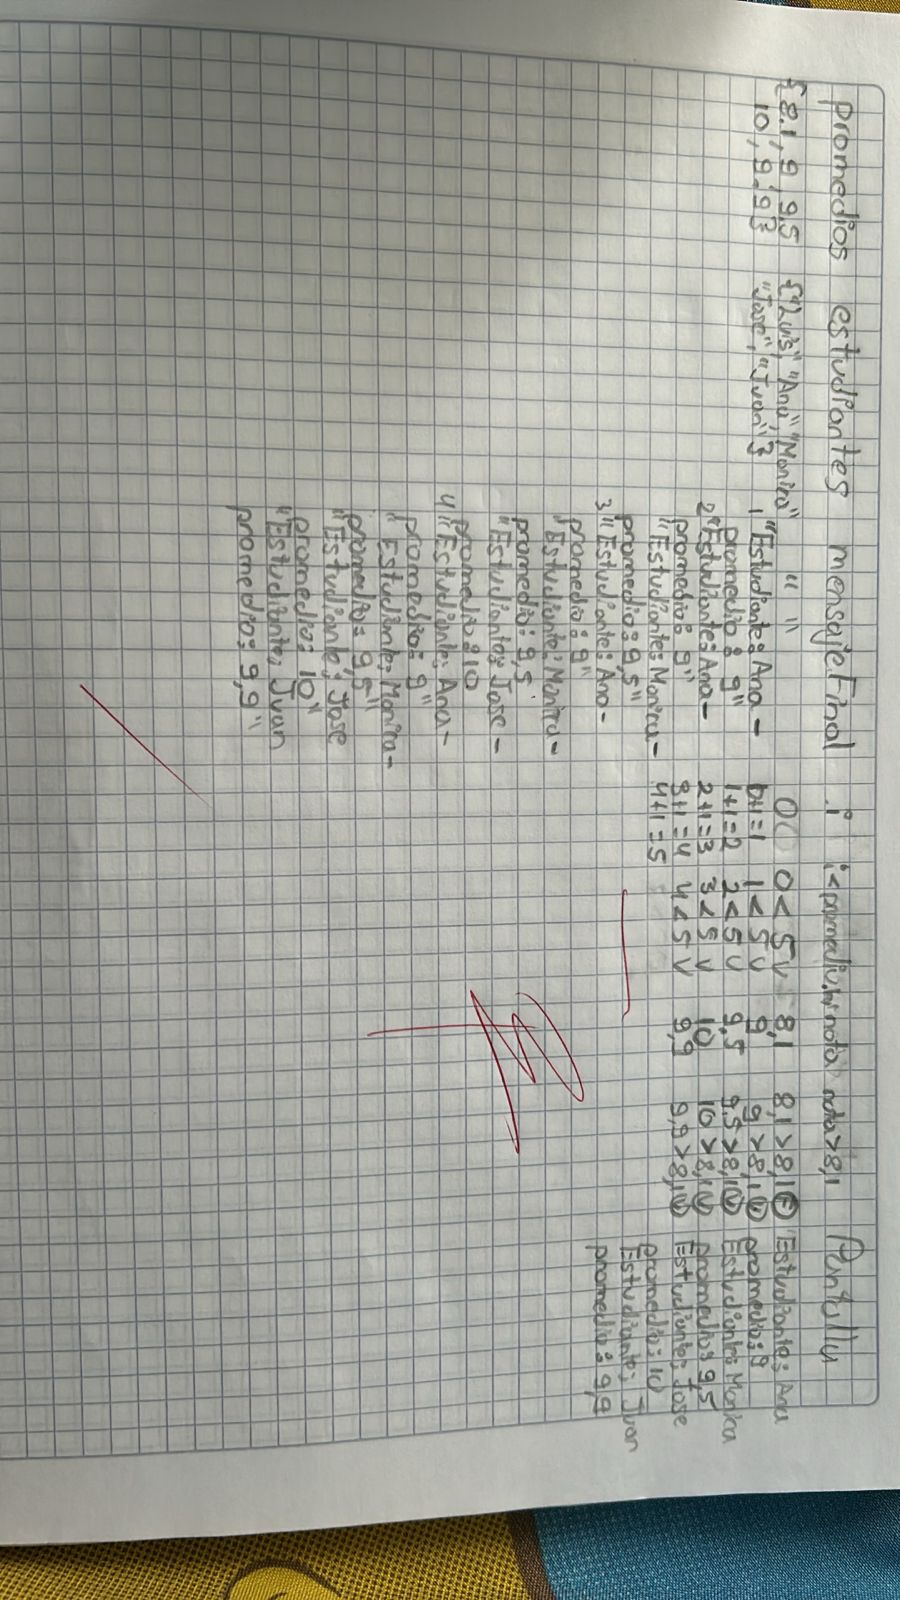 promedios estudiantes mensajeFinal i i<promedio.h nota nota>8,1 Pantalla
{8.1, 9, 9,5 {"Luis", "Ana", "Monica" " " 0 0 < 5 V 8,1 8,1 > 8,1 F Estudiante: Ana
10, 9.9} "Jose", "Juan"} 1 "Estudiante: Ana - 0+1=1 1 < 5 V 9 9 > 8,1 V promedio: 9
promedio: 9" 1+1=2 2 < 5 V 9,5 9.5 > 8,1 V Estudiante: Monica
2 "Estudiante: Ana- 2+1=3 3 < 5 V 10 10 > 8,1 V promedio: 9,5
promedio: 9" 3+1=4 4 < 5 V 9,9 9,9 > 8,1 V Estudiante: Jose
"Estudiante: Monica- 4+1=5 promedio: 10
promedio: 9,5" Estudiante: Juan
3 "Estudiante: Ana- promedio: 9,9
promedio: 9"
"Estudiante: Monica-
promedio: 9,5
"Estudiante: Jose -
promedio: 10
4 "Estudiante: Ana-
promedio: 9"
" Estudiante: Monica-
promedio: 9,5"
"Estudiante: Jose
promedio: 10"
"Estudiante: Juan
promedio: 9,9"